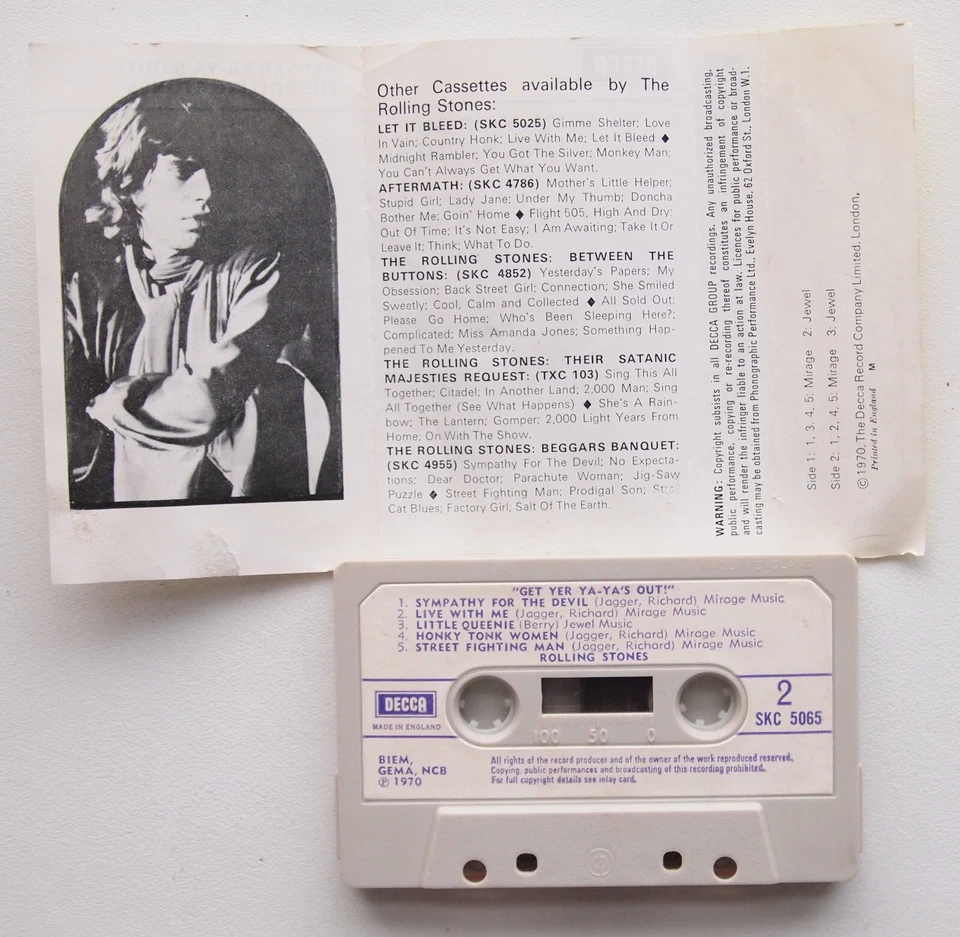 Other Cassettes available by The
Rolling Stones:
LET IT BLEED: (SKC 5025) Gimme Shelter; Love
In Vain; Country Honk; Live With Me; Let It Bleed ♦
Midnight Rambler; You Got The Silver; Monkey Man;
You Can't Always Get What You Want.
AFTERMATH: (SKC 4786) Mother's Little Helper;
Stupid Girl; Lady Jane; Under My Thumb; Doncha
Bother Me; Goin' Home ♦ Flight 505, High And Dry;
Out Of Time; It's Not Easy; I Am Awaiting; Take It Or
Leave It; Think; What To Do.
THE ROLLING STONES: BETWEEN THE
BUTTONS: (SKC 4852) Yesterday's Papers; My
Obsession; Back Street Girl; Connection; She Smiled
Sweetly; Cool, Calm and Collected ♦ All Sold Out;
Please Go Home; Who's Been Sleeping Here?;
Complicated; Miss Amanda Jones; Something Hap-
pened To Me Yesterday.
THE ROLLING STONES: THEIR SATANIC
MAJESTIES REQUEST: (TXC 103) Sing This All
Together; Citadel; In Another Land; 2,000 Man; Sing
All Together (See What Happens) ♦ She's A Rain-
bow; The Lantern; Gomper; 2,000 Light Years From
Home; On With The Show.
THE ROLLING STONES: BEGGARS BANQUET:
(SKC 4955) Sympathy For The Devil; No Expecta-
tions; Dear Doctor; Parachute Woman; Jig-Saw
Puzzle ♦ Street Fighting Man; Prodigal Son;
Cat Blues; Factory Girl; Salt Of The Earth.
WARNING: Copyright subsists in all DECCA GROUP recordings. Any unauthorized broadcasting,
public performance, copying or re-recording thereof constitutes an infringement of copyright
and will render the infringer liable to an action at law. Licences for public performance or broad-
casting may be obtained from Phonographic Performance Ltd., Evelyn House, 62 Oxford St., London W.1.
Side 1: 1, 3, 4, 5: Mirage 2: Jewel
Side 2: 1, 2, 4, 5: Mirage 3: Jewel
© 1970, The Decca Record Company Limited, London.
Printed in England M
"GET YER YA-YA'S OUT!"
1. SYMPATHY FOR THE DEVIL (Jagger, Richard) Mirage Music
2. LIVE WITH ME (Jagger, Richard) Mirage Music
3. LITTLE QUEENIE (Berry) Jewel Music
4. HONKY TONK WOMEN (Jagger, Richard) Mirage Music
5. STREET FIGHTING MAN (Jagger, Richard) Mirage Music
ROLLING STONES
DECCA
MADE IN ENGLAND
2
SKC 5065
100 50 0
BIEM,
GEMA, NCB
℗ 1970
All rights of the record producer and of the owner of the work reproduced reserved.
Copying, public performances and broadcasting of this recording prohibited.
For full copyright details see inlay card.